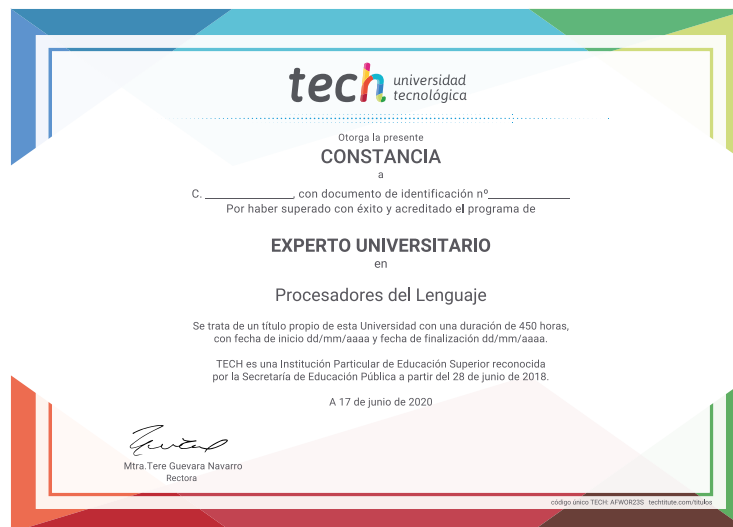 tech universidad
tecnológica
Otorga la presente
CONSTANCIA
a
C. ______________, con documento de identificación nº_____________
Por haber superado con éxito y acreditado el programa de
EXPERTO UNIVERSITARIO
en
Procesadores del Lenguaje
Se trata de un título propio de esta Universidad con una duración de 450 horas,
con fecha de inicio dd/mm/aaaa y fecha de finalización dd/mm/aaaa.
TECH es una Institución Particular de Educación Superior reconocida
por la Secretaría de Educación Pública a partir del 28 de junio de 2018.
A 17 de junio de 2020
Mtra.Tere Guevara Navarro
Rectora
código único TECH: AFWOR23S techtitute.com/titulos